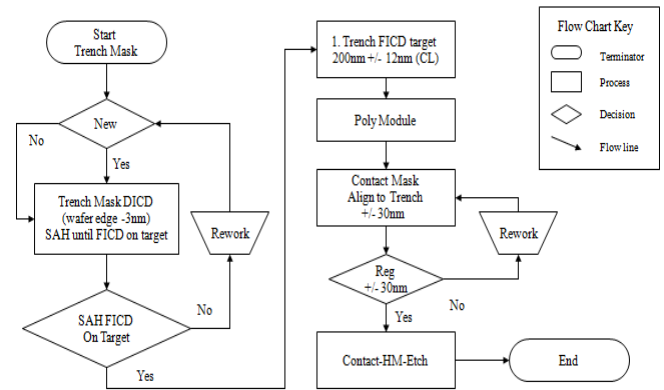 Start
Trench Mask
New
No
Yes
Trench Mask DICD
(wafer edge -3nm)
SAH until FICD on target
Rework
SAH FICD
On Target
No
Yes
1. Trench FICD target
200nm +/- 12nm (CL)
Poly Module
Contact Mask
Align to Trench
+/- 30nm
Rework
Reg
+/- 30nm
No
Yes
Contact-HM-Etch
End
Flow Chart Key
Terminator
Process
Decision
Flow line